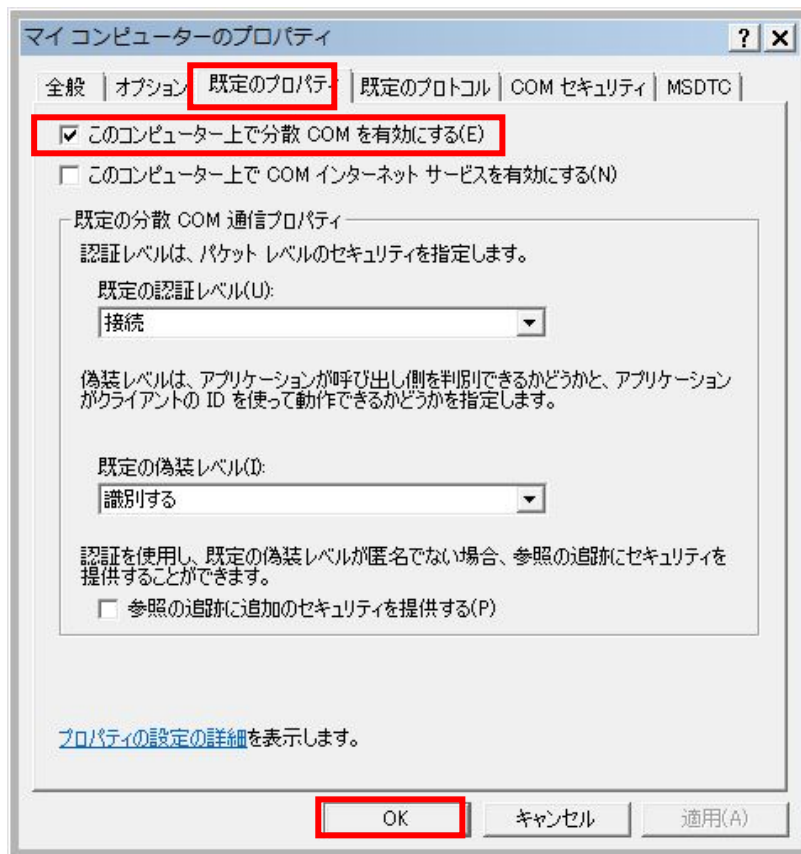 マイ コンピューターのプロパティ
? ×
全般 オプション 既定のプロパティ 既定のプロトコル COM セキュリティ MSDTC
このコンピューター上で分散 COM を有効にする(E)
このコンピューター上で COM インターネット サービスを有効にする(N)
既定の分散 COM 通信プロパティ
認証レベルは、パケット レベルのセキュリティを指定します。
既定の認証レベル(U):
接続
偽装レベルは、アプリケーションが呼び出し側を判別できるかどうかと、アプリケーション
がクライアントの ID を使って動作できるかどうかを指定します。
既定の偽装レベル(I):
識別する
認証を使用し、既定の偽装レベルが匿名でない場合、参照の追跡にセキュリティを
提供することができます。
参照の追跡に追加のセキュリティを提供する(P)
プロパティの設定の詳細を表示します。
OK キャンセル 適用(A)